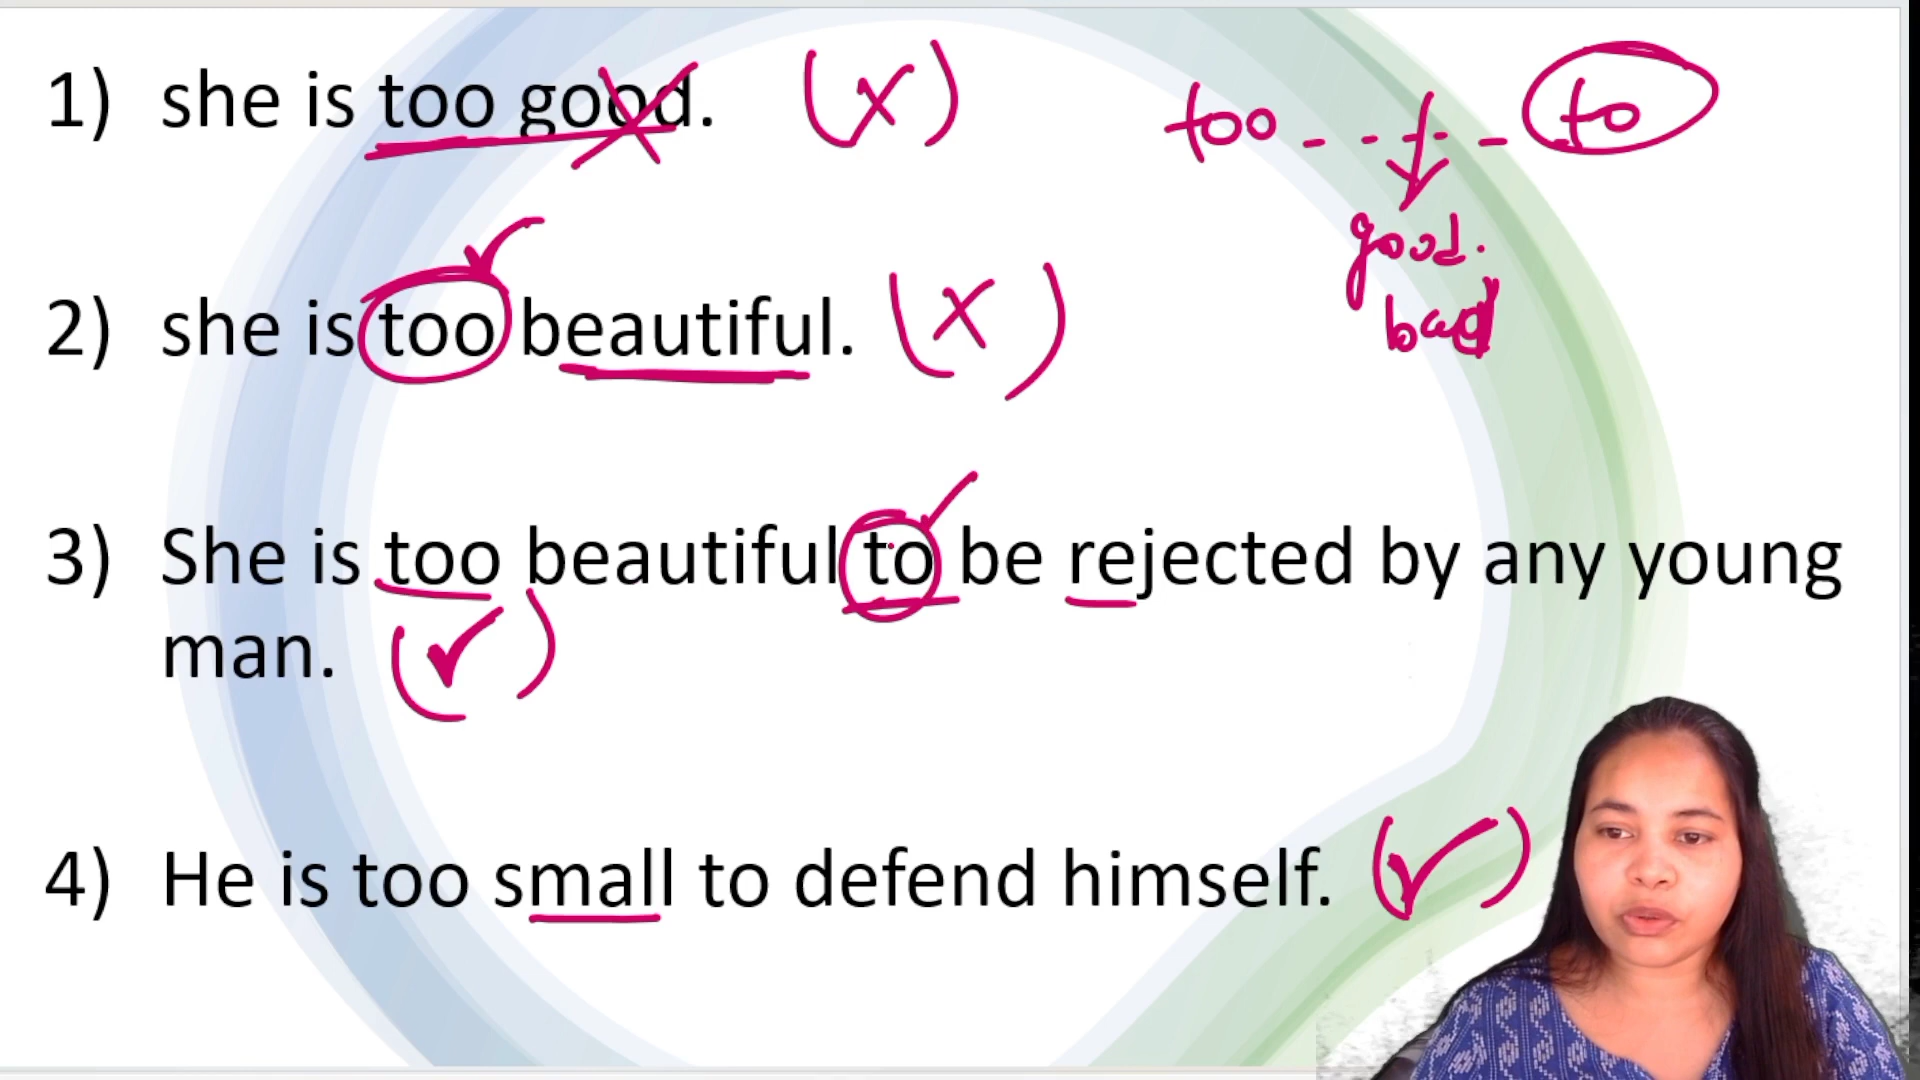 1) she is too good. (x)
too - - - - - to
good.
bad
2) she is too beautiful. (x)
3) She is too beautiful to be rejected by any young
man. (✓)
4) He is too small to defend himself. (✓)